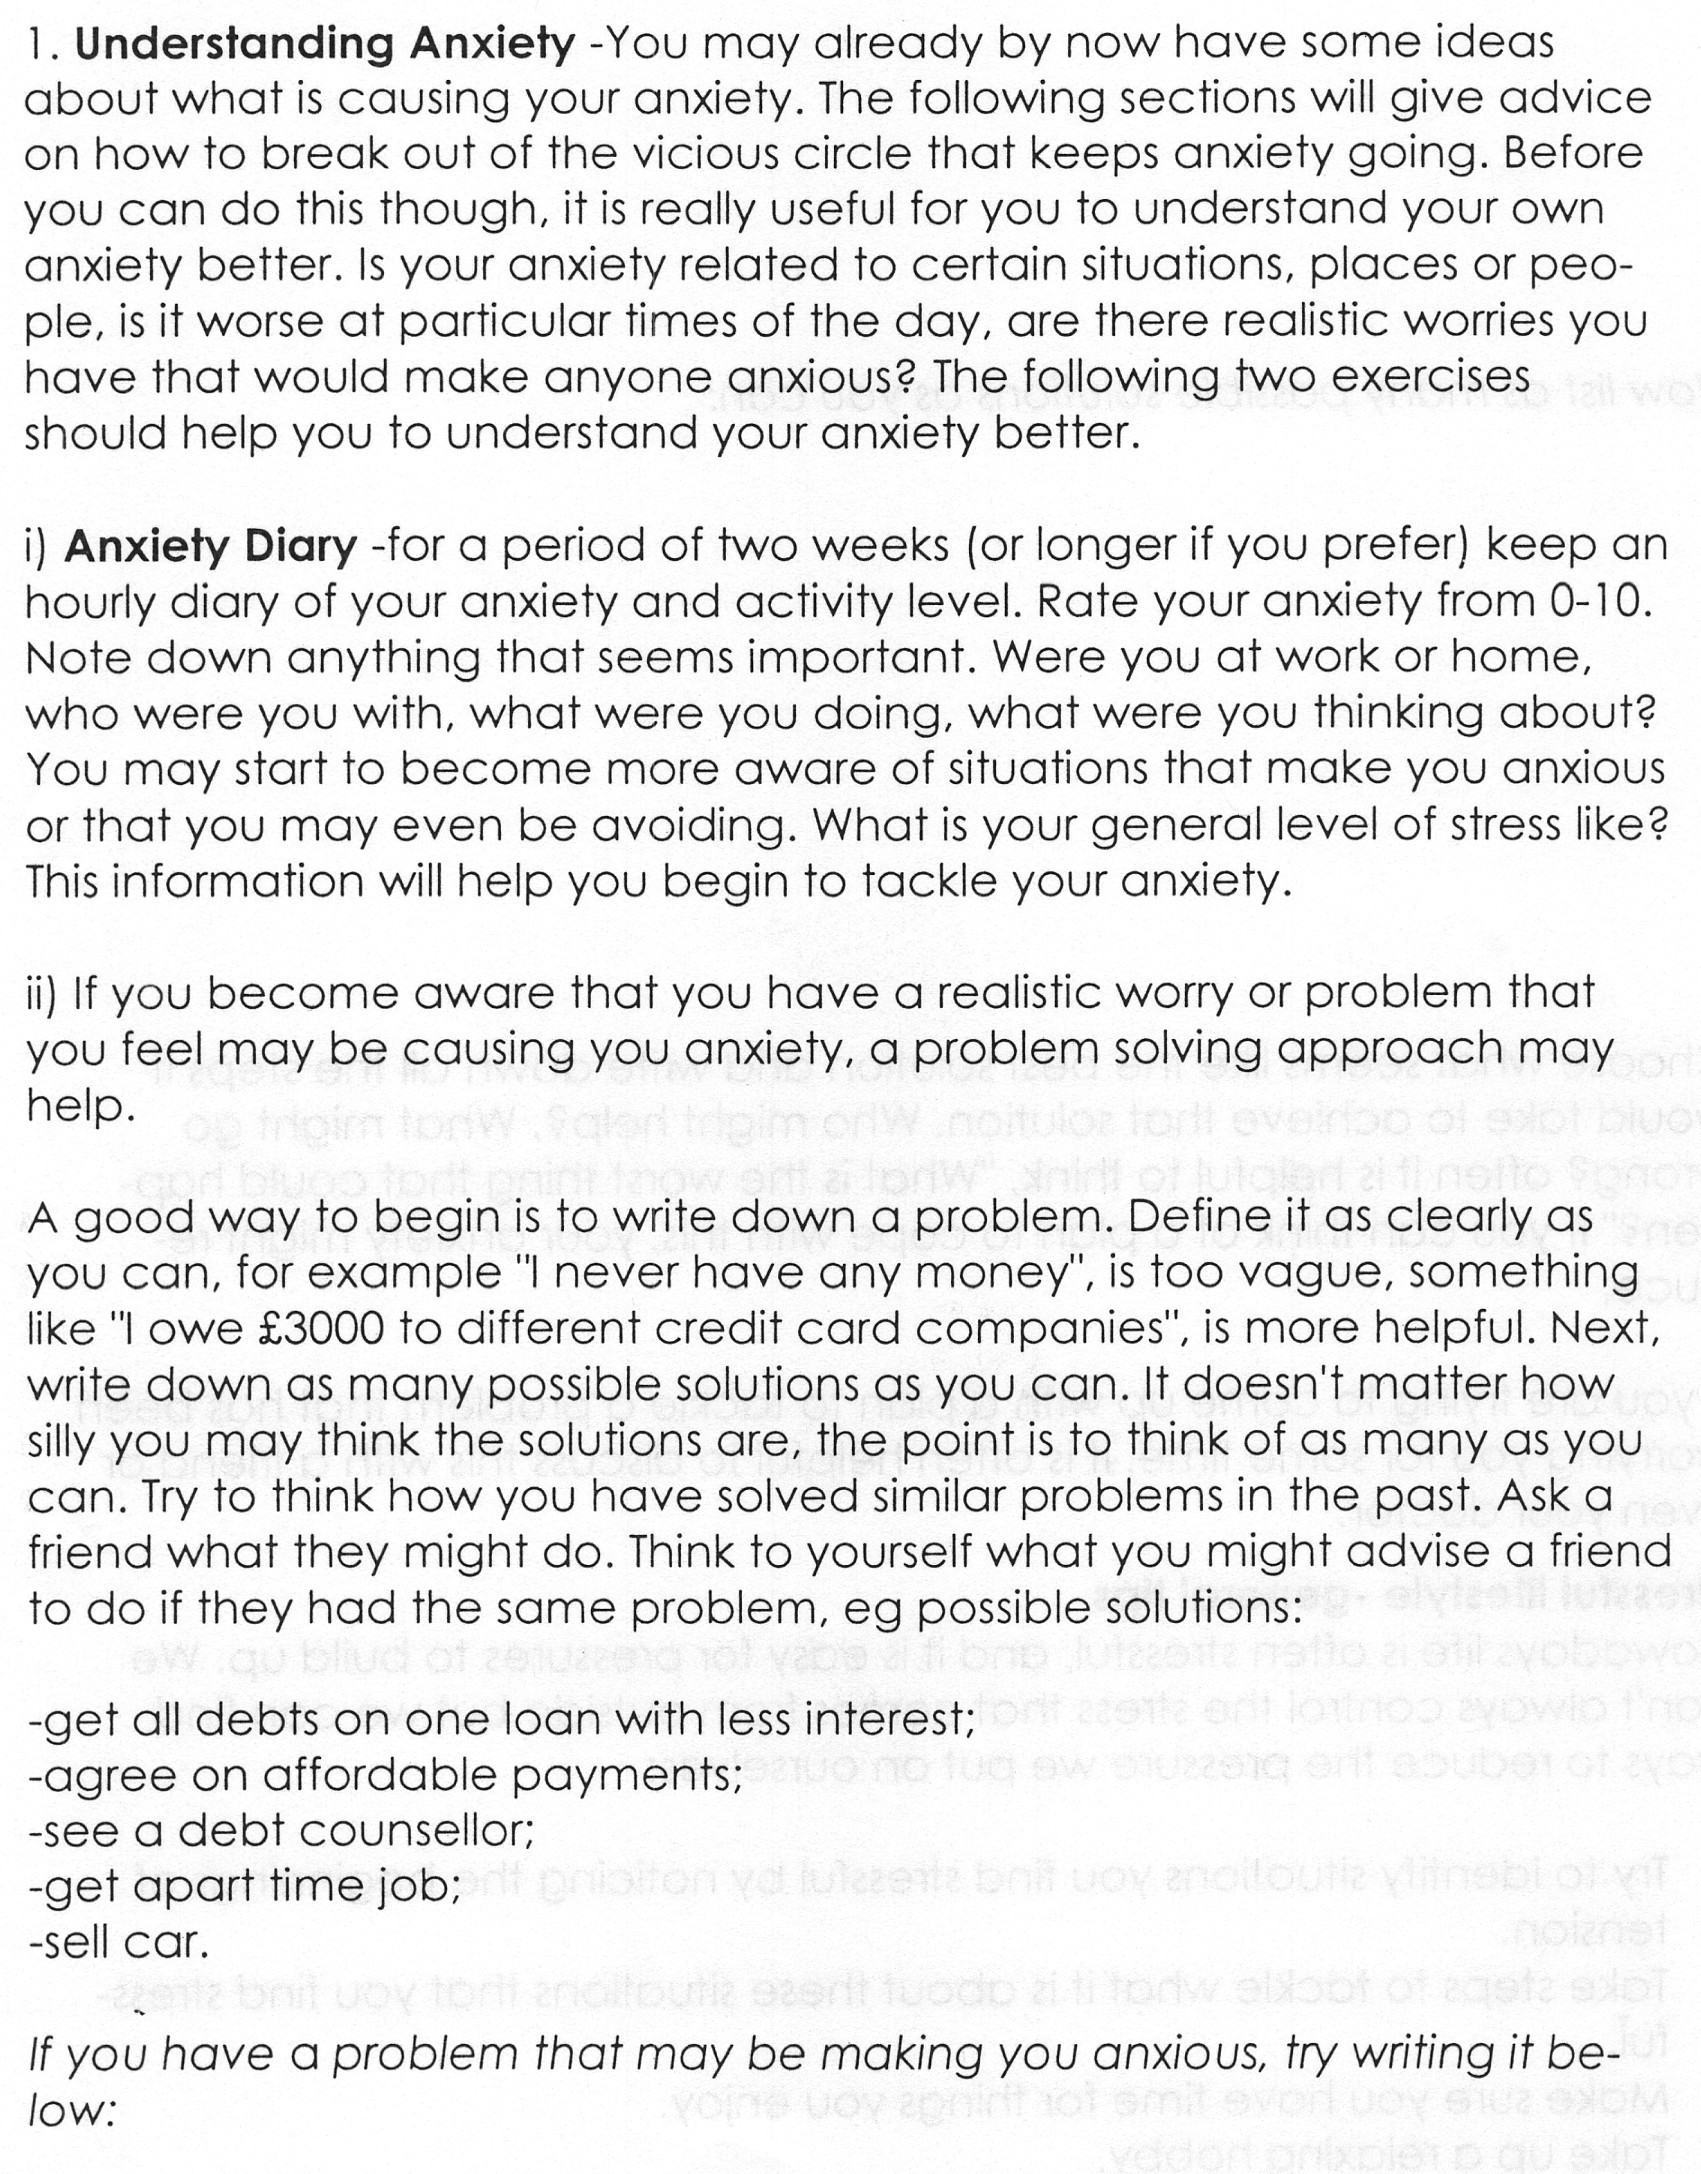 1. Understanding Anxiety -You may already by now have some ideas
about what is causing your anxiety. The following sections will give advice
on how to break out of the vicious circle that keeps anxiety going. Before
you can do this though, it is really useful for you to understand your own
anxiety better. Is your anxiety related to certain situations, places or peo-
ple, is it worse at particular times of the day, are there realistic worries you
have that would make anyone anxious? The following two exercises
should help you to understand your anxiety better.
i) Anxiety Diary -for a period of two weeks (or longer if you prefer) keep an
hourly diary of your anxiety and activity level. Rate your anxiety from 0-10.
Note down anything that seems important. Were you at work or home,
who were you with, what were you doing, what were you thinking about?
You may start to become more aware of situations that make you anxious
or that you may even be avoiding. What is your general level of stress like?
This information will help you begin to tackle your anxiety.
ii) If you become aware that you have a realistic worry or problem that
you feel may be causing you anxiety, a problem solving approach may
help.
A good way to begin is to write down a problem. Define it as clearly as
you can, for example "I never have any money", is too vague, something
like "I owe £3000 to different credit card companies", is more helpful. Next,
write down as many possible solutions as you can. It doesn't matter how
silly you may think the solutions are, the point is to think of as many as you
can. Try to think how you have solved similar problems in the past. Ask a
friend what they might do. Think to yourself what you might advise a friend
to do if they had the same problem, eg possible solutions:
-get all debts on one loan with less interest;
-agree on affordable payments;
-see a debt counsellor;
-get apart time job;
-sell car.
If you have a problem that may be making you anxious, try writing it be-
low: